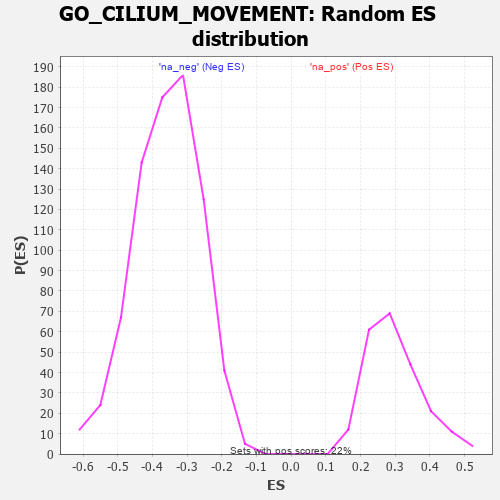 GO_CILIUM_MOVEMENT: Random ES
distribution
'na_neg' (Neg ES)
'na_pos' (Pos ES)
190
180
170
160
150
140
130
120
110
100
90
80
70
60
50
40
30
20
10
0
P(ES)
Sets with pos scores: 22%
-0.6 -0.5 -0.4 -0.3 -0.2 -0.1 0.0 0.1 0.2 0.3 0.4 0.5
ES